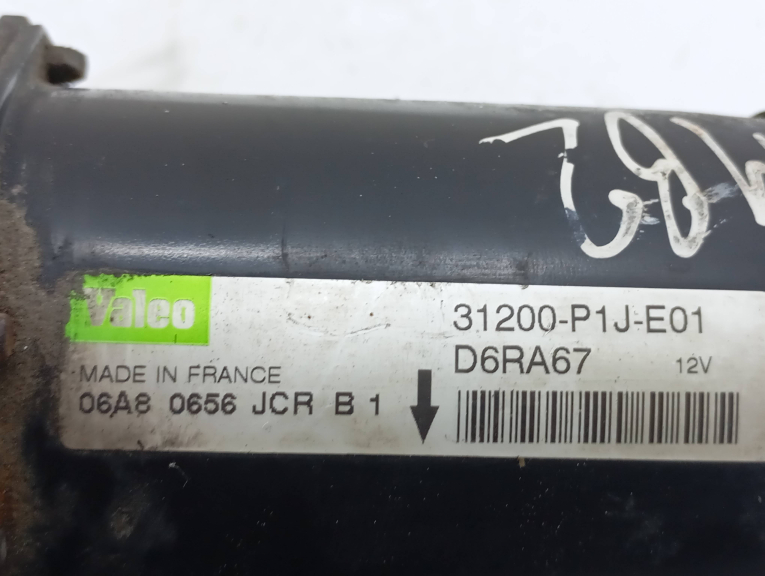 Valeo
31200-P1J-E01
D6RA67 12V
MADE IN FRANCE
06A8 0656 JCR B 1